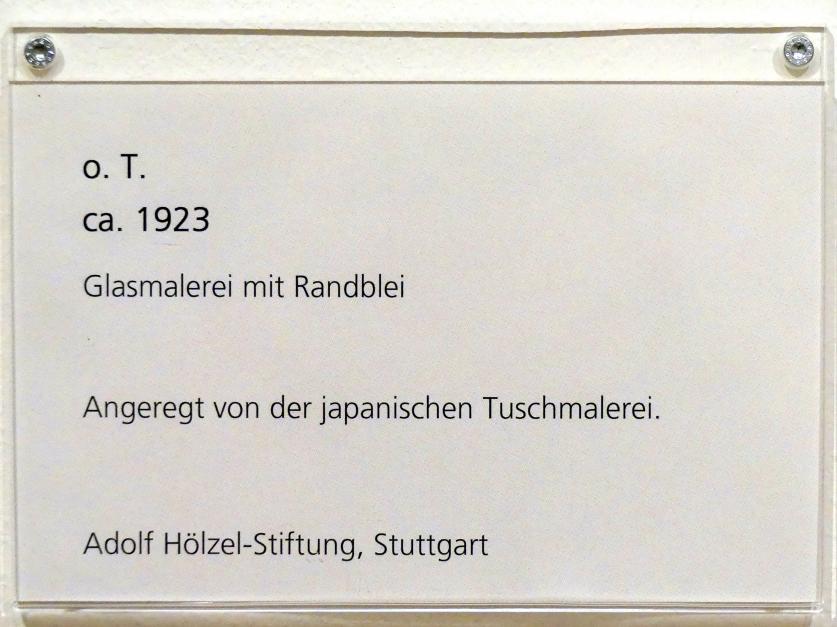 o. T.
ca. 1923
Glasmalerei mit Randblei
Angeregt von der japanischen Tuschmalerei.
Adolf Hölzel-Stiftung, Stuttgart